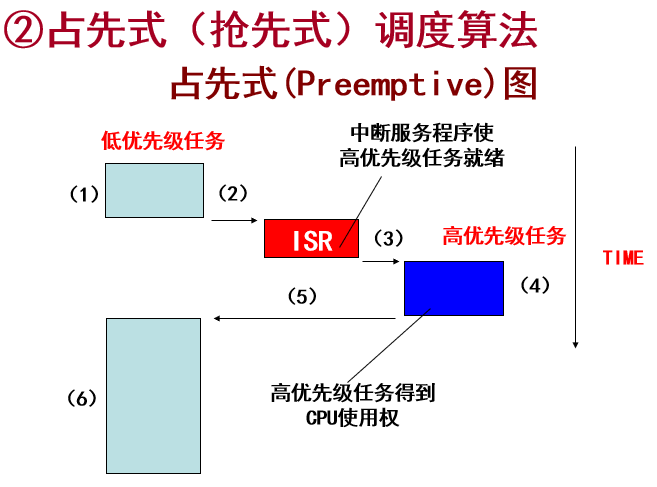 ②占先式（抢先式）调度算法
占先式(Preemptive)图
中断服务程序使
高优先级任务就绪
低优先级任务
（1）
（2）
ISR
（3）
高优先级任务
TIME
（4）
（5）
（6）
高优先级任务得到
CPU使用权